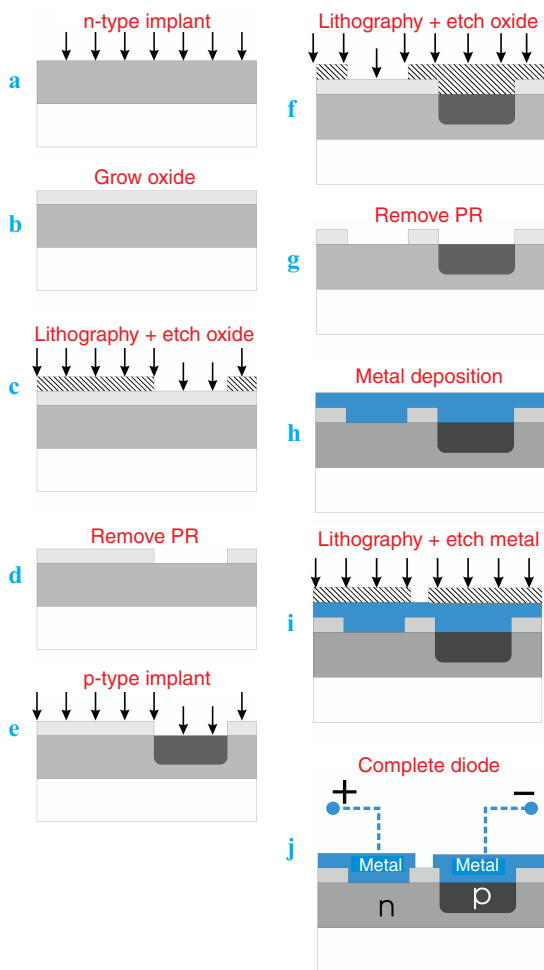 n-type implant
a
Grow oxide
b
Lithography + etch oxide
c
Remove PR
d
p-type implant
e
Lithography + etch oxide
f
Remove PR
g
Metal deposition
h
Lithography + etch metal
i
Complete diode
+ −
j
Metal Metal
n p